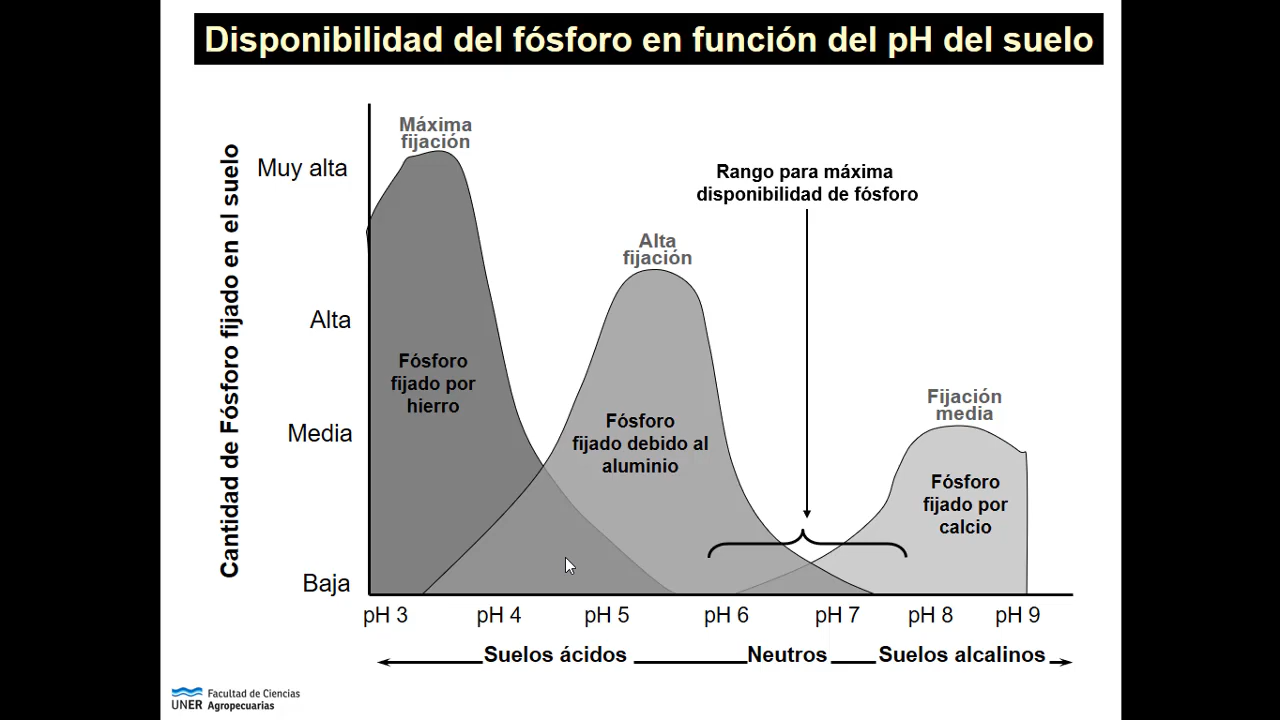 Disponibilidad del fósforo en función del pH del suelo
Cantidad de Fósforo fijado en el suelo
Muy alta
Alta
Media
Baja
Máxima
fijación
Alta
fijación
Rango para máxima
disponibilidad de fósforo
Fijación
media
Fósforo
fijado por
hierro
Fósforo
fijado debido al
aluminio
Fósforo
fijado por
calcio
pH 3
pH 4
pH 5
pH 6
pH 7
pH 8
pH 9
Suelos ácidos
Neutros
Suelos alcalinos
UNER
Facultad de Ciencias
Agropecuarias